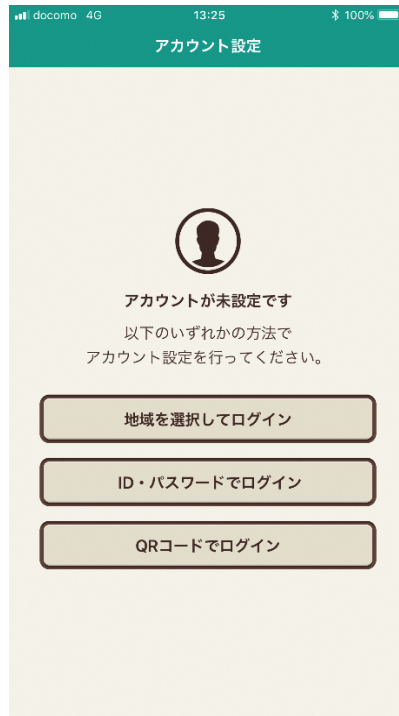 docomo 4G 13:25 100%
アカウント設定
アカウントが未設定です
以下のいずれかの方法で
アカウント設定を行ってください。
地域を選択してログイン
ID・パスワードでログイン
QRコードでログイン